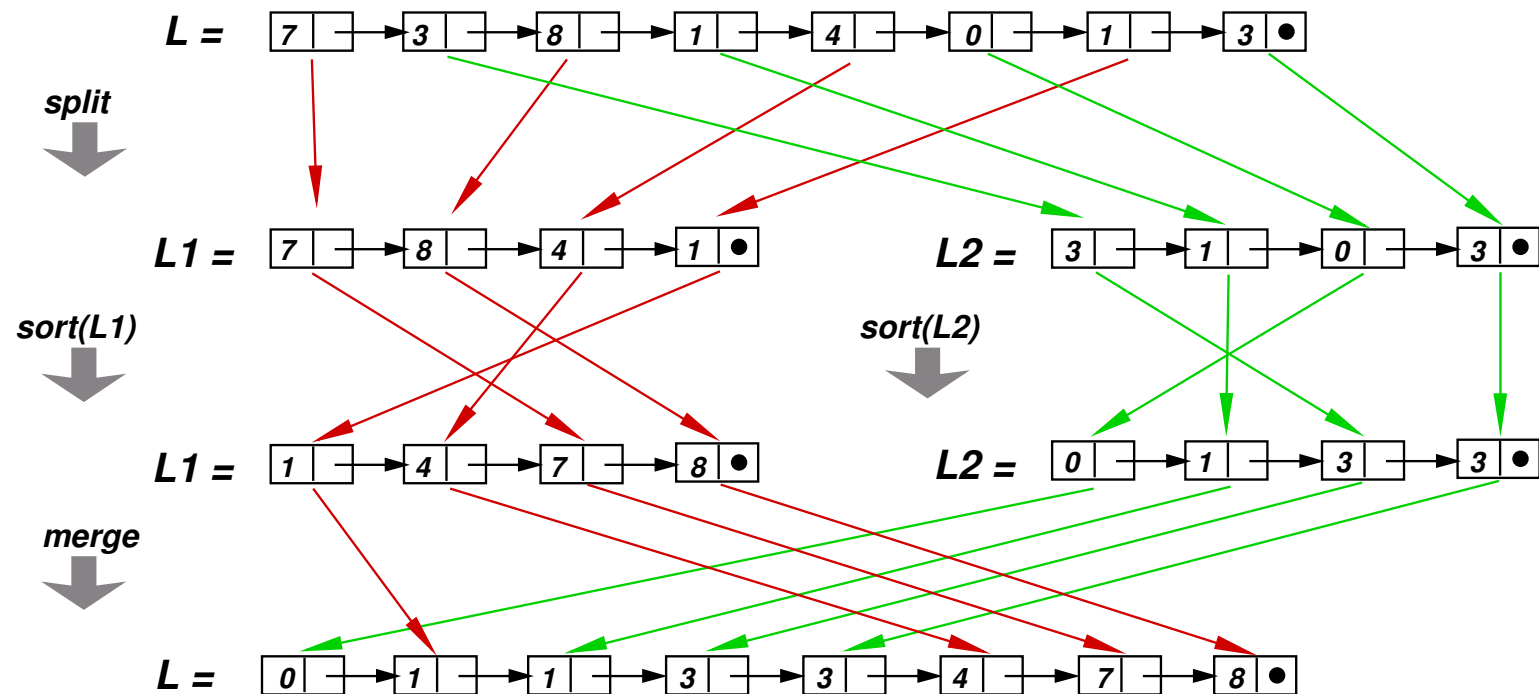 L = 7 3 8 1 4 0 1 3
split
L1 = 7 8 4 1 L2 = 3 1 0 3
sort(L1) sort(L2)
L1 = 1 4 7 8 L2 = 0 1 3 3
merge
L = 0 1 1 3 3 4 7 8